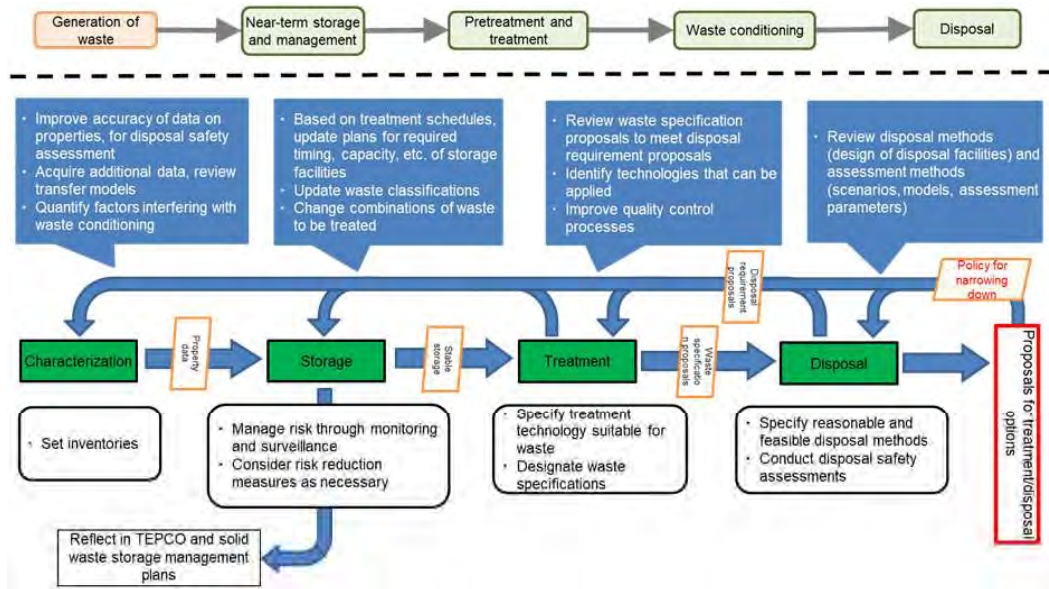 Generation of
waste
Near-term storage
and management
Pretreatment and
treatment
Waste conditioning
Disposal
• Improve accuracy of data on
properties, for disposal safety
assessment
• Acquire additional data, review
transfer models
• Quantify factors interfering with
waste conditioning
• Based on treatment schedules,
update plans for required
timing, capacity, etc. of storage
facilities
• Update waste classifications
• Change combinations of waste
to be treated
• Review waste specification
proposals to meet disposal
requirement proposals
• Identify technologies that can be
applied
• Improve quality control
processes
• Review disposal methods
(design of disposal facilities) and
assessment methods
(scenarios, models, assessment
parameters)
Disposal
requirement
proposals
Policy for
narrowing
down
Characterization
Property
data
Storage
Stable
storage
Treatment
Waste
specificatio
n proposals
Disposal
Proposals for treatment/disposal
options
• Set inventories
• Manage risk through monitoring
and surveillance
• Consider risk reduction
measures as necessary
• Specify treatment
technology suitable for
waste
• Designate waste
specifications
• Specify reasonable and
feasible disposal methods
• Conduct disposal safety
assessments
Reflect in TEPCO and solid
waste storage management
plans